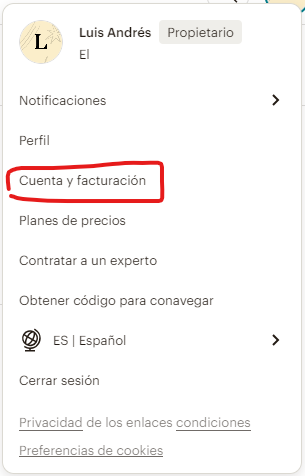 L
Luis Andrés Propietario
El
Notificaciones
Perfil
Cuenta y facturación
Planes de precios
Contratar a un experto
Obtener código para conavegar
ES | Español
Cerrar sesión
Privacidad de los enlaces condiciones
Preferencias de cookies